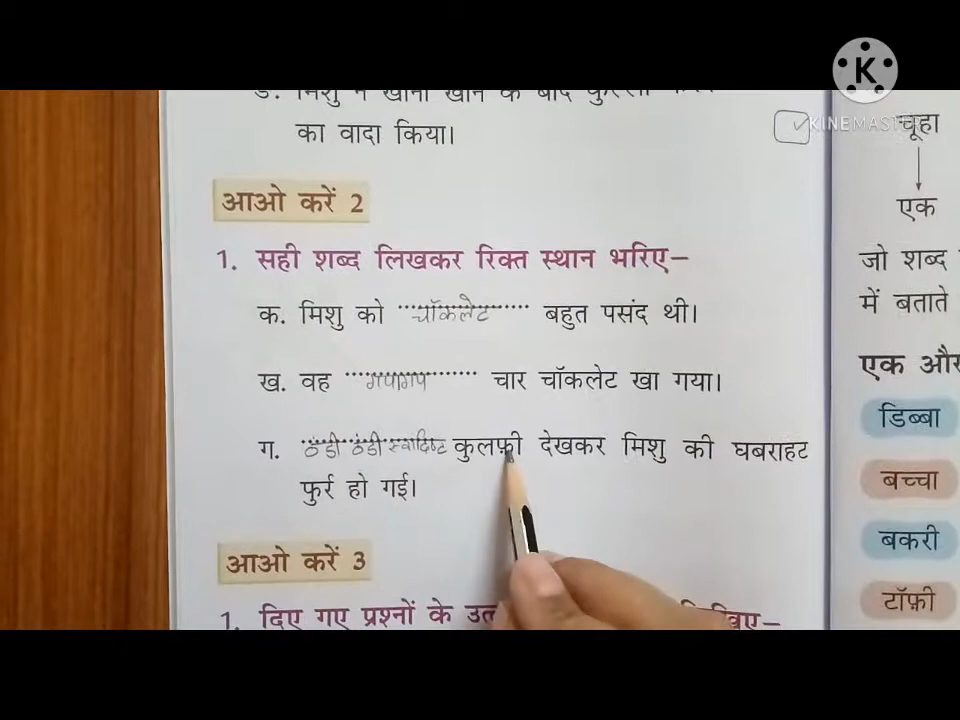 का वादा किया।
आओ करें 2
1. सही शब्द लिखकर रिक्त स्थान भरिए–
क. मिशु को चॉकलेट बहुत पसंद थी।
ख. वह गपागप चार चॉकलेट खा गया।
ग. ठंडी ठंडी स्वादिष्ट कुलफ़ी देखकर मिशु की घबराहट
फुर्र हो गई।
आओ करें 3
1. दिए गए प्रश्नों के
K
KINEMASTER
चूहा
एक
जो शब्द
में बताते
एक और
डिब्बा
बच्चा
बकरी
टॉफ़ी